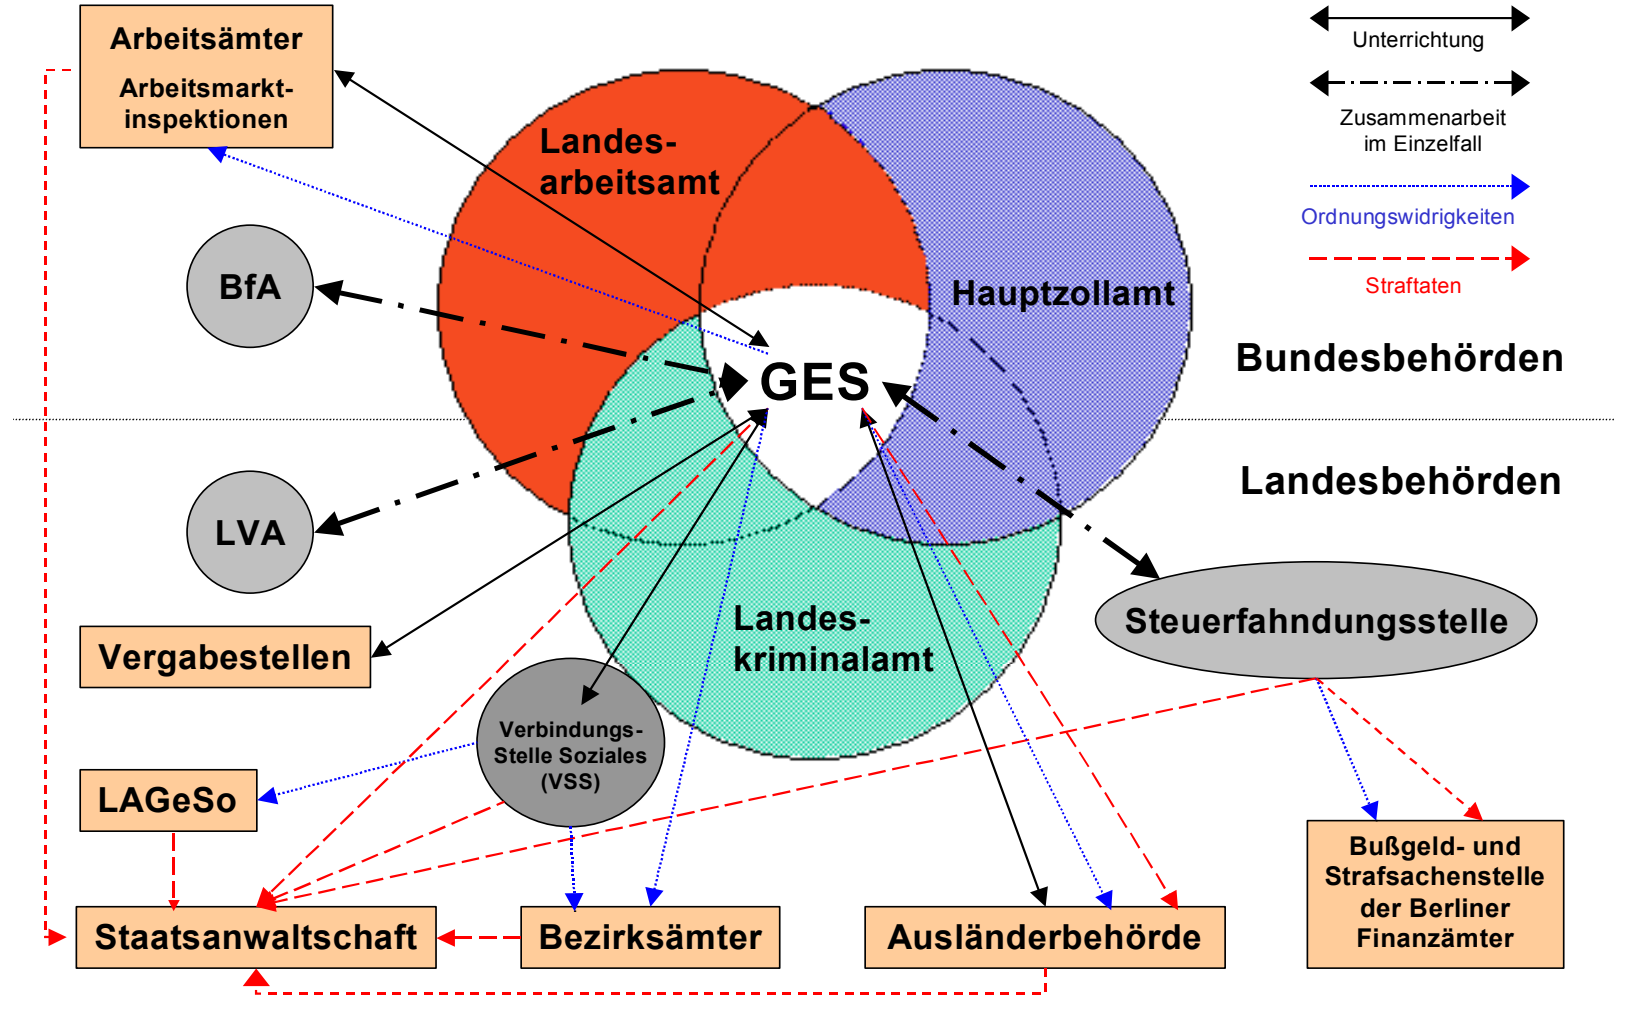 Arbeitsämter
Arbeitsmarkt-
inspektionen
Unterrichtung
Zusammenarbeit
im Einzelfall
Ordnungswidrigkeiten
Straftaten
Landes-
arbeitsamt
Hauptzollamt
BfA
GES
Bundesbehörden
Landesbehörden
LVA
Steuerfahndungsstelle
Vergabestellen
Landes-
kriminalamt
Verbindungs-
Stelle Soziales
(VSS)
LAGeSo
Bußgeld- und
Strafsachenstelle
der Berliner
Finanzämter
Staatsanwaltschaft
Bezirksämter
Ausländerbehörde